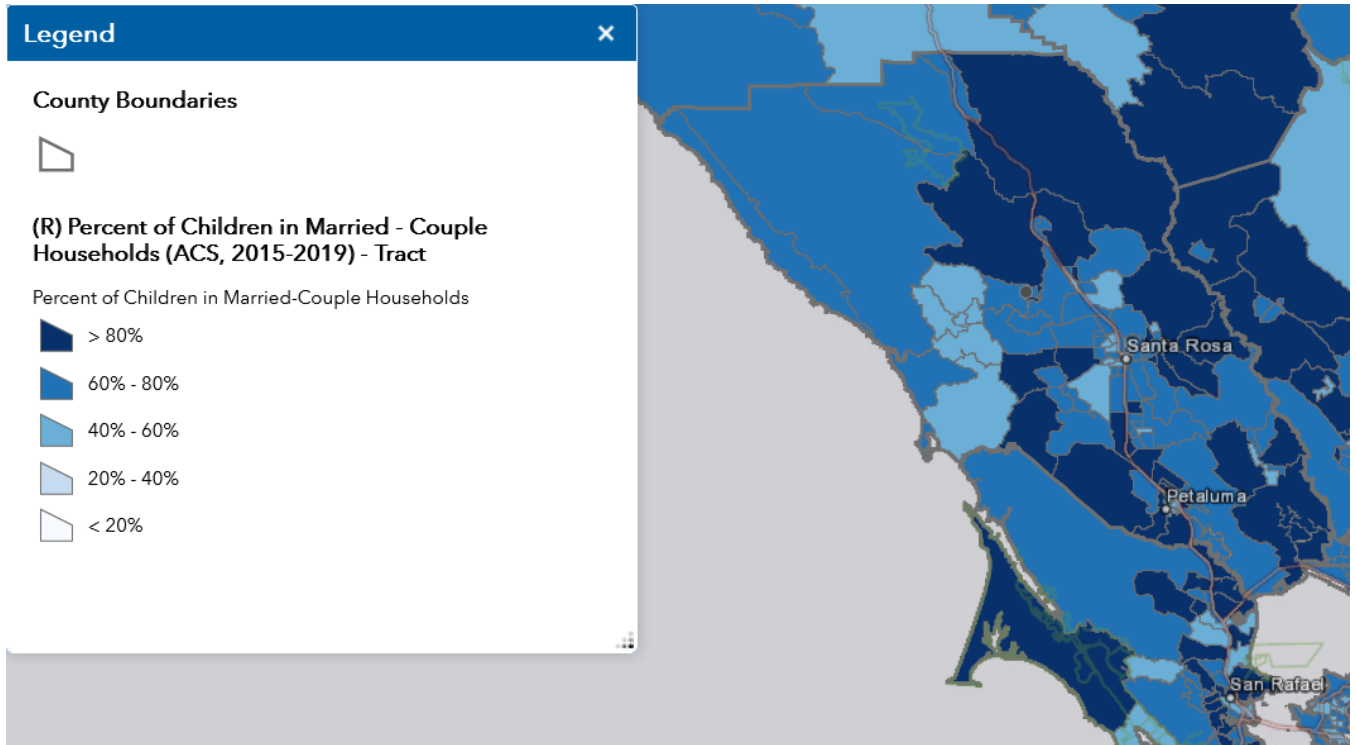 Legend
County Boundaries
(R) Percent of Children in Married - Couple
Households (ACS, 2015-2019) - Tract
Percent of Children in Married-Couple Households
> 80%
60% - 80%
40% - 60%
20% - 40%
< 20%
Santa Rosa
Petaluma
San Rafael